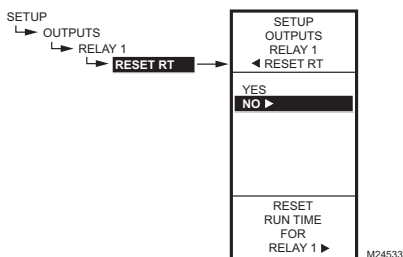 SETUP
OUTPUTS
RELAY 1
RESET RT
SETUP
OUTPUTS
RELAY 1
◄ RESET RT
YES
NO ►
RESET
RUN TIME
FOR
RELAY 1 ►
M24533